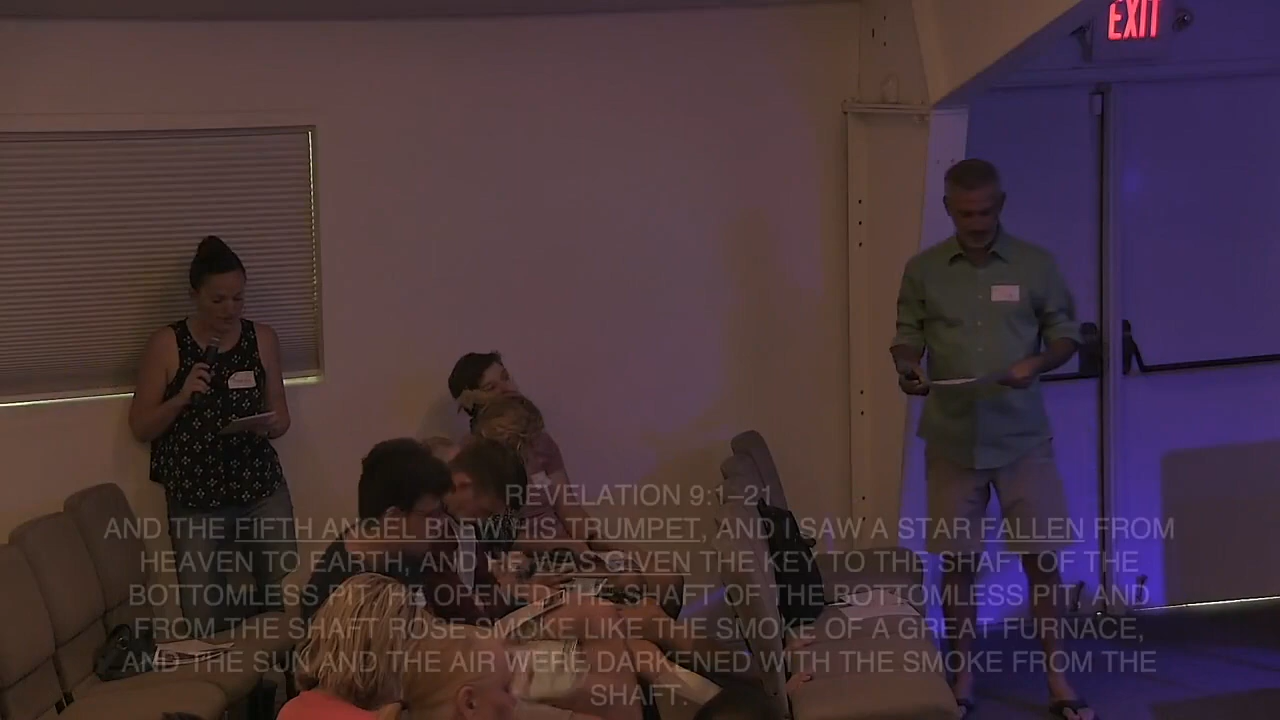 EXIT
REVELATION 9:1–21
AND THE FIFTH ANGEL BLEW HIS TRUMPET, AND I SAW A STAR FALLEN FROM
HEAVEN TO EARTH, AND HE WAS GIVEN THE KEY TO THE SHAFT OF THE
BOTTOMLESS PIT. HE OPENED THE SHAFT OF THE BOTTOMLESS PIT, AND
FROM THE SHAFT ROSE SMOKE LIKE THE SMOKE OF A GREAT FURNACE,
AND THE SUN AND THE AIR WERE DARKENED WITH THE SMOKE FROM THE
SHAFT.